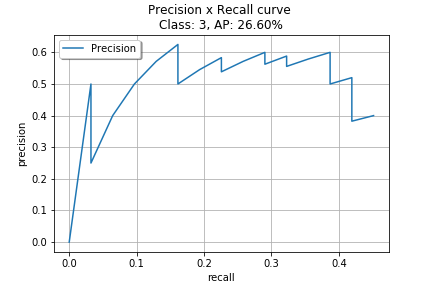 Precision x Recall curve
Class: 3, AP: 26.60%
Precision
0.6
0.5
0.4
0.3
0.2
0.1
0.0
precision
0.0 0.1 0.2 0.3 0.4
recall